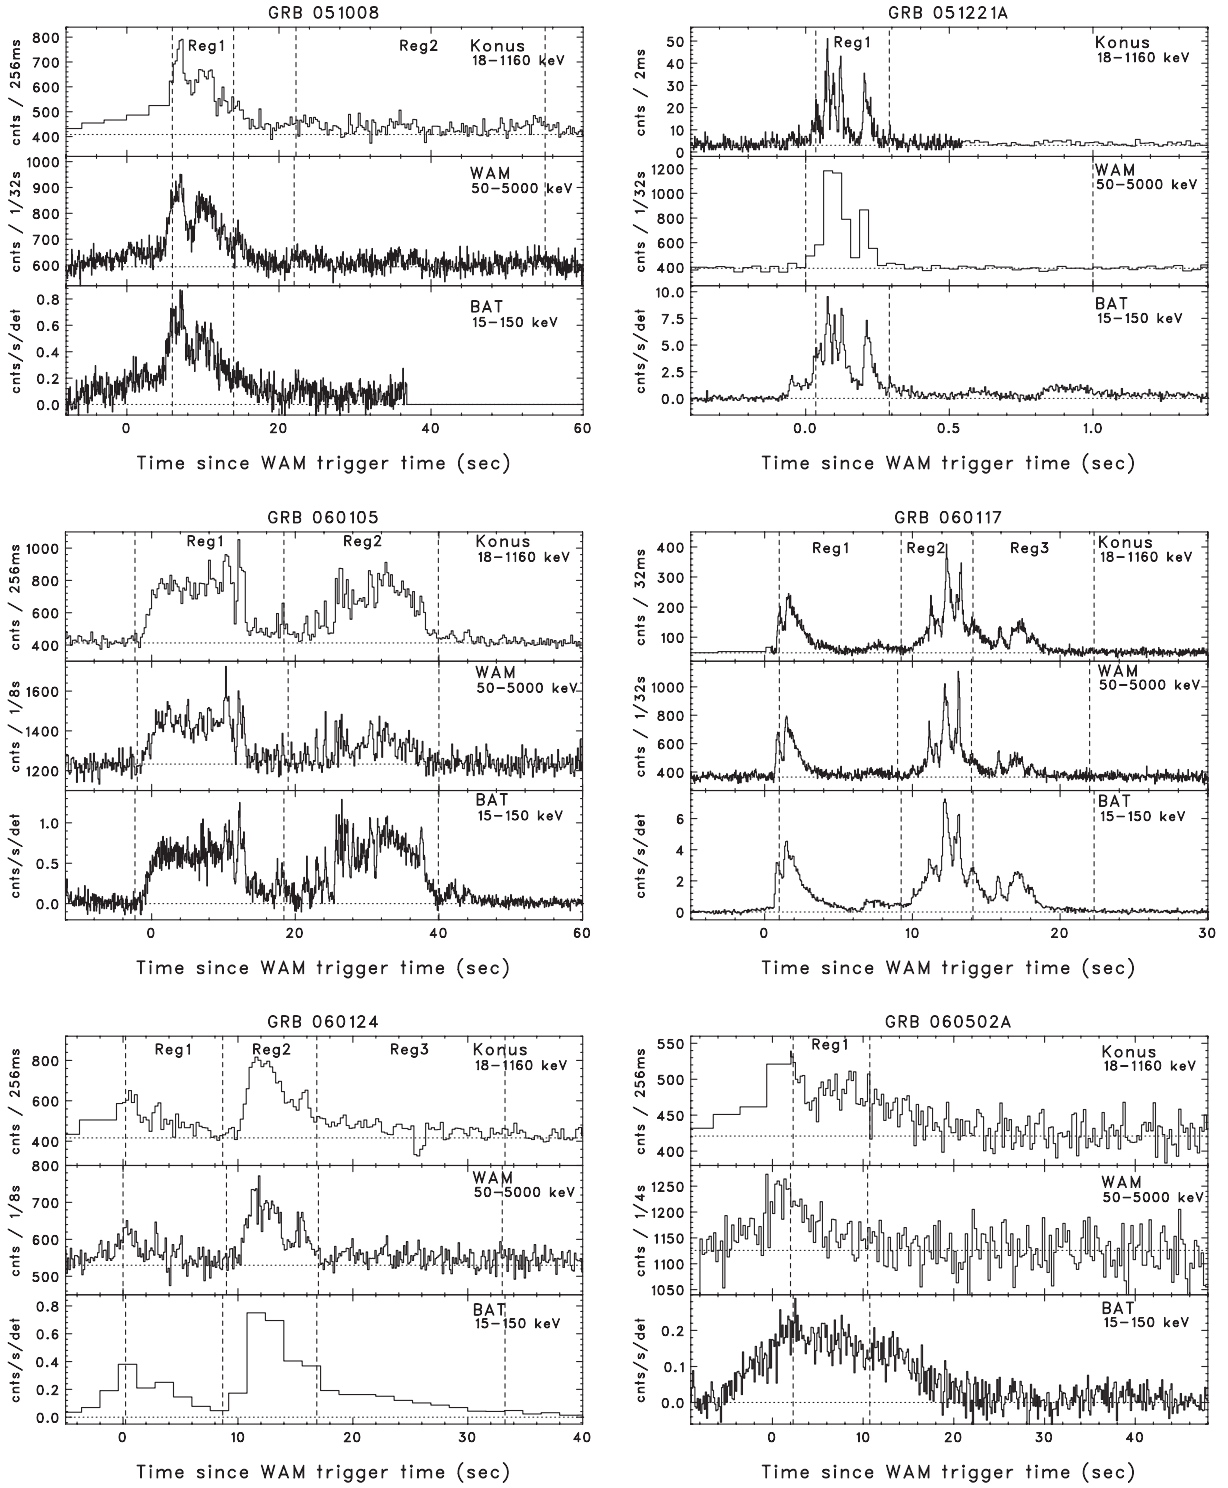 GRB 051008
cnts / 256ms
800
700
600
500
400
Reg1
Reg2
Konus
18-1160 keV
cnts / 1/32s
1000
900
800
700
600
WAM
50-5000 keV
cnts/s/det
0.8
0.6
0.4
0.2
0.0
BAT
15-150 keV
0 20 40 60
Time since WAM trigger time (sec)
GRB 051221A
cnts / 2ms
50
40
30
20
10
0
Reg1
Konus
18-1160 keV
cnts / 1/32s
1200
1000
800
600
400
WAM
50-5000 keV
cnts/s/det
10.0
7.5
5.0
2.5
0.0
BAT
15-150 keV
0.0 0.5 1.0
Time since WAM trigger time (sec)
GRB 060105
cnts / 256ms
1000
800
600
400
Reg1
Reg2
Konus
18-1160 keV
cnts / 1/8s
1600
1400
1200
WAM
50-5000 keV
cnts/s/det
1.0
0.5
0.0
BAT
15-150 keV
0 20 40 60
Time since WAM trigger time (sec)
GRB 060117
cnts / 32ms
400
300
200
100
Reg1
Reg2
Reg3
Konus
18-1160 keV
cnts / 1/32s
1000
800
600
400
WAM
50-5000 keV
cnts/s/det
6
4
2
0
BAT
15-150 keV
0 10 20 30
Time since WAM trigger time (sec)
GRB 060124
cnts / 256ms
800
600
400
Reg1
Reg2
Reg3
Konus
18-1160 keV
cnts / 1/8s
800
700
600
500
WAM
50-5000 keV
cnts/s/det
0.8
0.6
0.4
0.2
0.0
BAT
15-150 keV
0 10 20 30 40
Time since WAM trigger time (sec)
GRB 060502A
cnts / 256ms
550
500
450
400
Reg1
Konus
18-1160 keV
cnts / 1/4s
1250
1200
1150
1100
1050
WAM
50-5000 keV
cnts/s/det
0.2
0.1
0.0
BAT
15-150 keV
0 10 20 30 40
Time since WAM trigger time (sec)